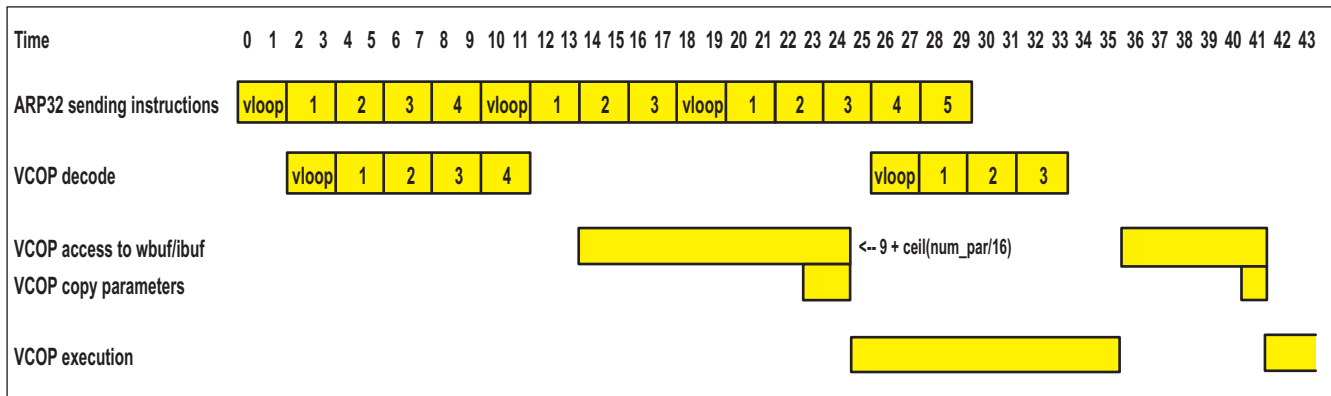 Time 0 1 2 3 4 5 6 7 8 9 10 11 12 13 14 15 16 17 18 19 20 21 22 23 24 25 26 27 28 29 30 31 32 33 34 35 36 37 38 39 40 41 42 43
ARP32 sending instructions vloop 1 2 3 4 vloop 1 2 3 vloop 1 2 3 4 5
VCOP decode vloop 1 2 3 4 vloop 1 2 3
VCOP access to wbuf/ibuf <-- 9 + ceil(num_par/16)
VCOP copy parameters
VCOP execution